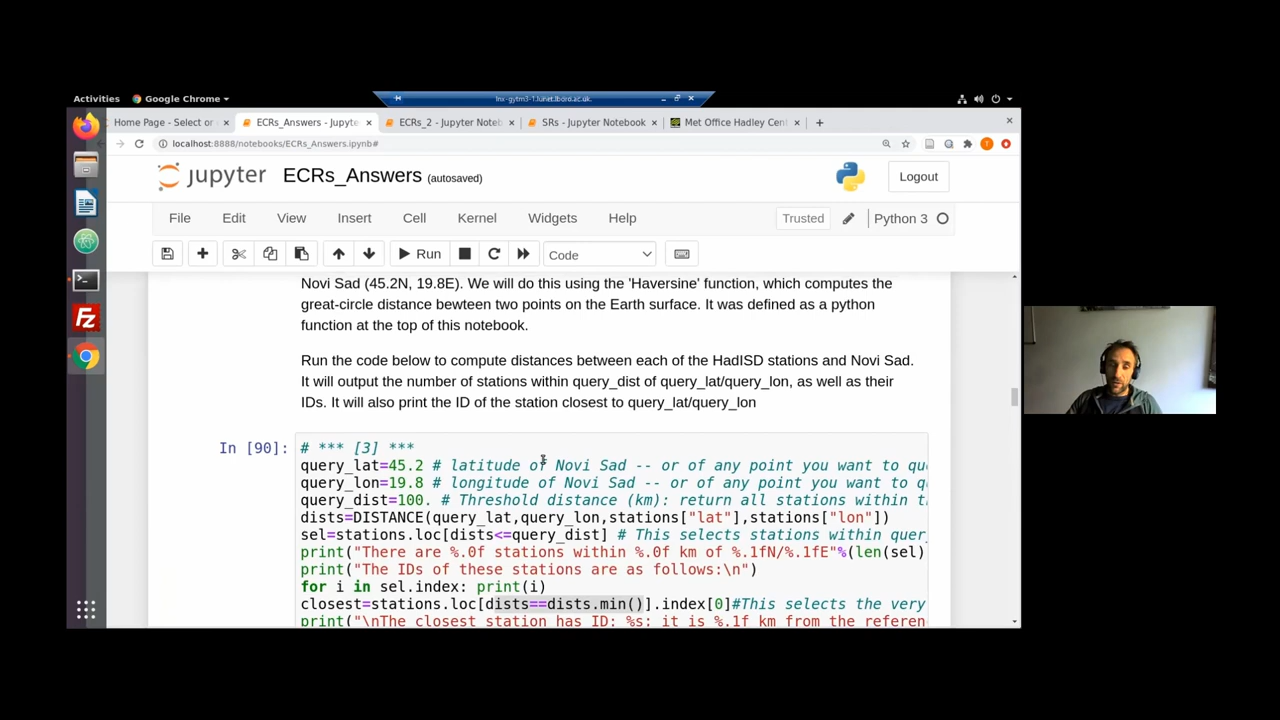 Activities Google Chrome
lnx-gytm3-1.lunet.lboro.ac.uk
Home Page - Select or ECRs_Answers - Jupyte ECRs_2 - Jupyter Noteb SRs - Jupyter Notebook Met Office Hadley Cen
localhost:8888/notebooks/ECRs_Answers.ipynb#
T
jupyter ECRs_Answers (autosaved) Logout
File Edit View Insert Cell Kernel Widgets Help Trusted Python 3
Run Code
Fz
Novi Sad (45.2N, 19.8E). We will do this using the 'Haversine' function, which computes the
great-circle distance bewteen two points on the Earth surface. It was defined as a python
function at the top of this notebook.
Run the code below to compute distances between each of the HadISD stations and Novi Sad.
It will output the number of stations within query_dist of query_lat/query_lon, as well as their
IDs. It will also print the ID of the station closest to query_lat/query_lon
In [90]: # *** [3] ***
query_lat=45.2 # latitude of Novi Sad -- or of any point you want to qu
query_lon=19.8 # longitude of Novi Sad -- or of any point you want to q
query_dist=100. # Threshold distance (km): return all stations within t
dists=DISTANCE(query_lat,query_lon,stations["lat"],stations["lon"])
sel=stations.loc[dists<=query_dist] # This selects stations within quer
print("There are %.0f stations within %.0f km of %.1fN/%.1fE"%(len(sel)
print("The IDs of these stations are as follows:\n")
for i in sel.index: print(i)
closest=stations.loc[dists==dists.min()].index[0]#This selects the very
print("\nThe closest station has ID: %s; it is %.1f km from the referen